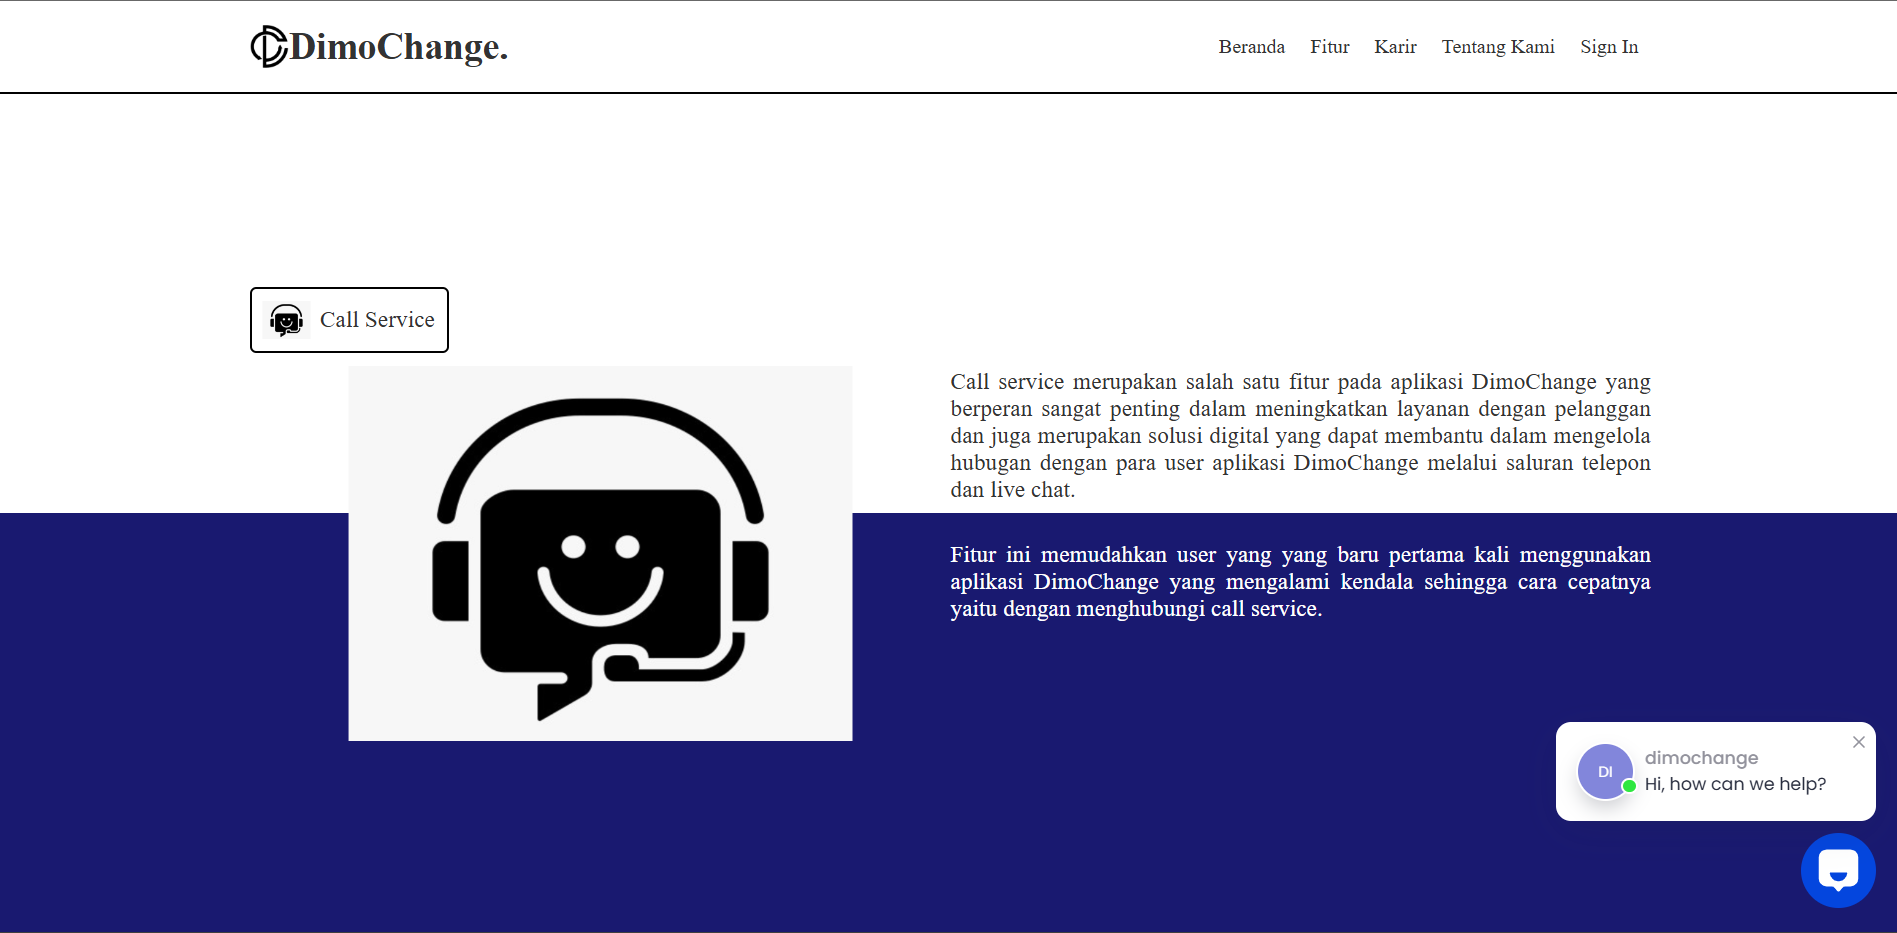 DimoChange.
Beranda Fitur Karir Tentang Kami Sign In
Call Service
Call service merupakan salah satu fitur pada aplikasi DimoChange yang
berperan sangat penting dalam meningkatkan layanan dengan pelanggan
dan juga merupakan solusi digital yang dapat membantu dalam mengelola
hubugan dengan para user aplikasi DimoChange melalui saluran telepon
dan live chat.
Fitur ini memudahkan user yang yang baru pertama kali menggunakan
aplikasi DimoChange yang mengalami kendala sehingga cara cepatnya
yaitu dengan menghubungi call service.
DI
dimochange
Hi, how can we help?